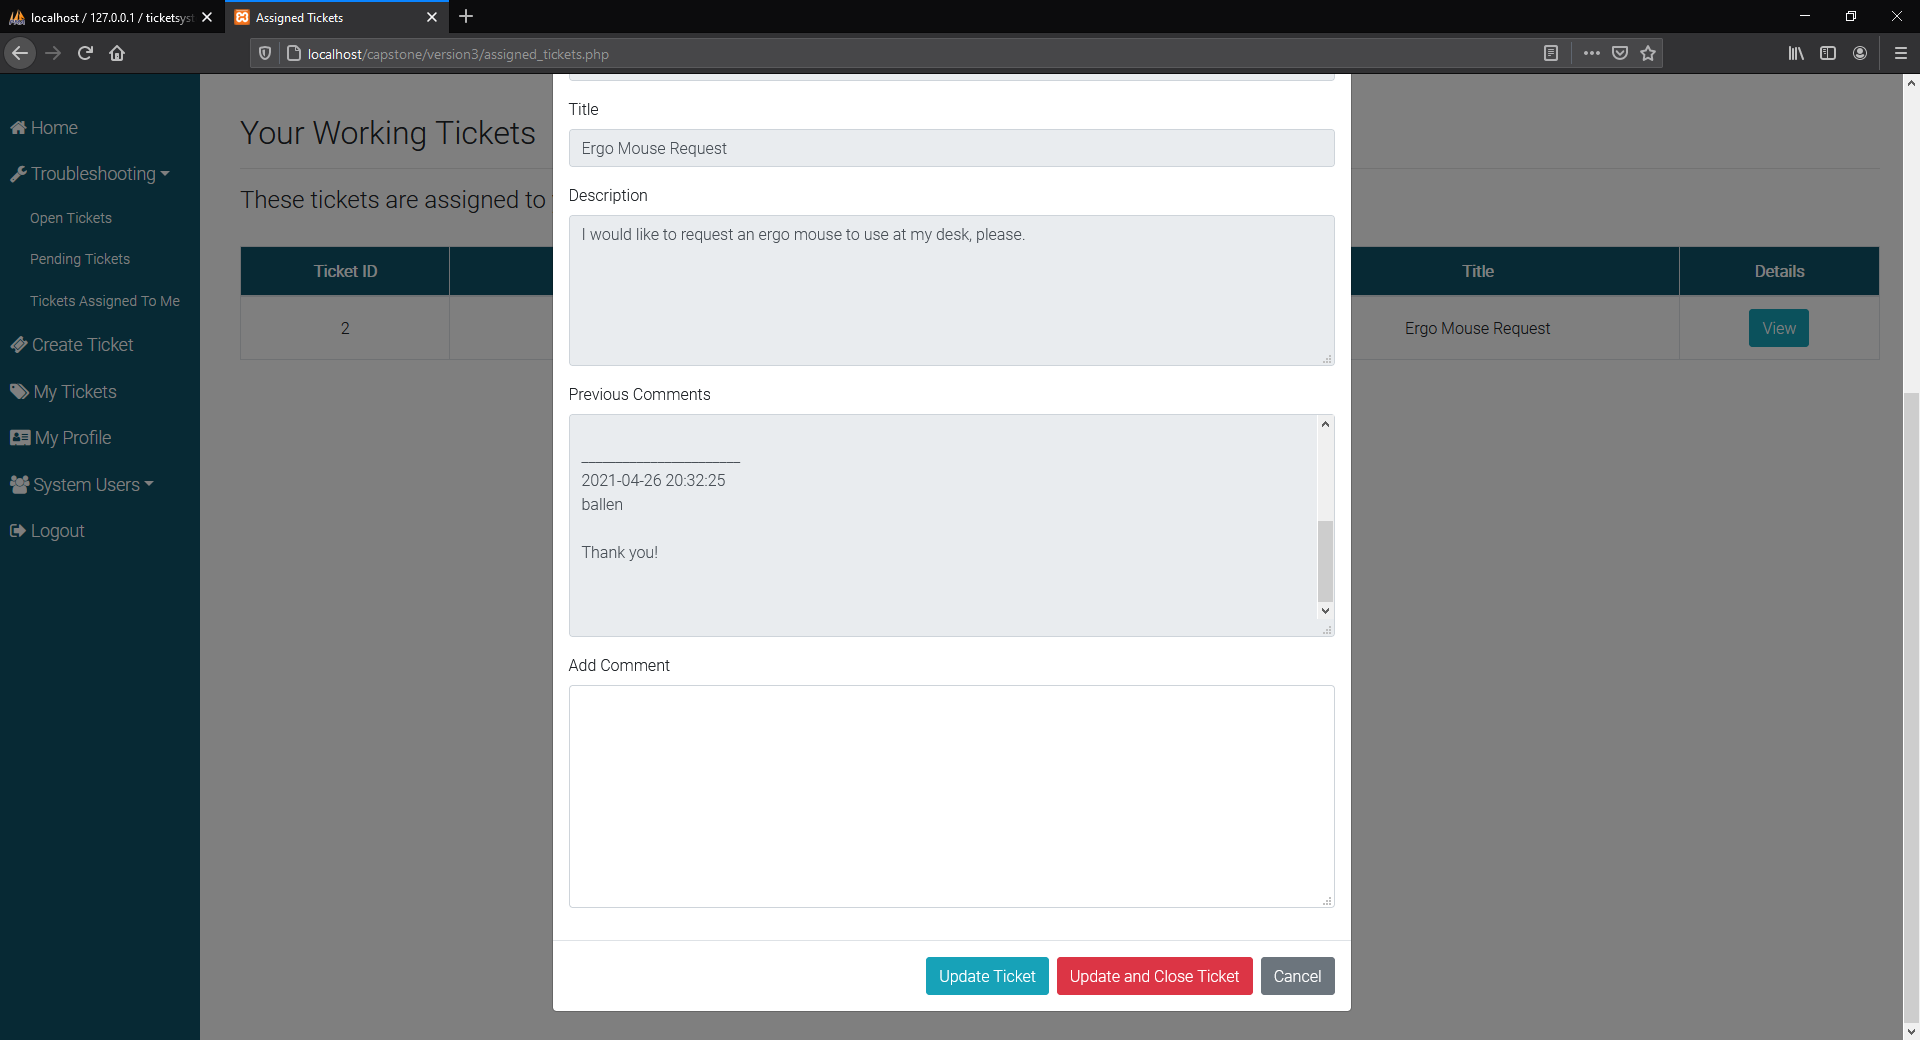 localhost / 127.0.0.1 / ticketsyst
Assigned Tickets
localhost/capstone/version3/assigned_tickets.php
Home
Troubleshooting
Open Tickets
Pending Tickets
Tickets Assigned To Me
Create Ticket
My Tickets
My Profile
System Users
Logout
Your Working Tickets
These tickets are assigned to
Ticket ID
Title
Details
2
Ergo Mouse Request
View
Title
Ergo Mouse Request
Description
I would like to request an ergo mouse to use at my desk, please.
Previous Comments
______________________
2021-04-26 20:32:25
ballen
Thank you!
Add Comment
Update Ticket
Update and Close Ticket
Cancel